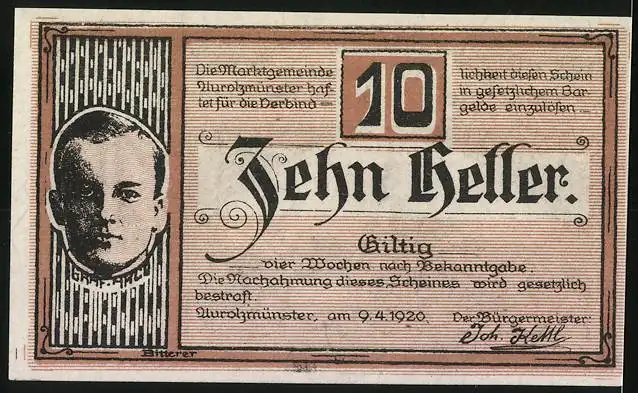 Die Marktgemeinde
Aurolzmünster haf-
tet für die Verbind-
10
lichkeit diesen Schein
in gesetzlichem Bar-
gelde einzulösen
Zehn Heller.
Giltig
vier Wochen nach Bekanntgabe.
Die Nachahmung dieses Scheines wird gesetzlich
bestraft.
Aurolzmünster, am 9.4.1920. Der Bürgermeister:
Joh. Kettl
GRAF-ARCO
Bitterer